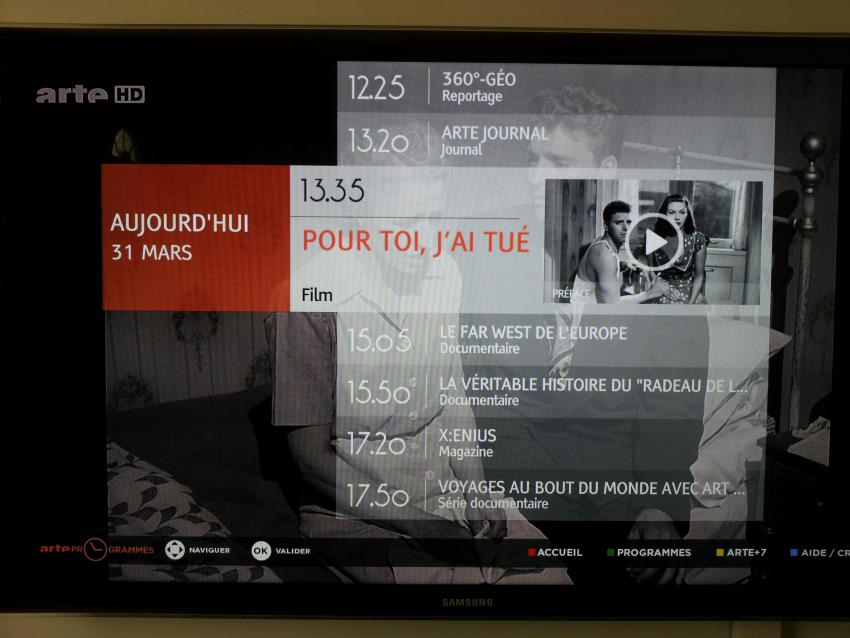 arte HD
12.25
360°-GÉO
Reportage
13.20
ARTE JOURNAL
Journal
AUJOURD'HUI
31 MARS
13.35
POUR TOI, J'AI TUÉ
Film
PRÉFACE
15.05
LE FAR WEST DE L'EUROPE
Documentaire
15.50
LA VÉRITABLE HISTOIRE DU "RADEAU DE L...
Documentaire
17.20
X:ENIUS
Magazine
17.50
VOYAGES AU BOUT DU MONDE AVEC ART ...
Série documentaire
arte PROGRAMMES
NAVIGUER
OK VALIDER
ACCUEIL
PROGRAMMES
ARTE+7
AIDE / CR
SAMSUNG